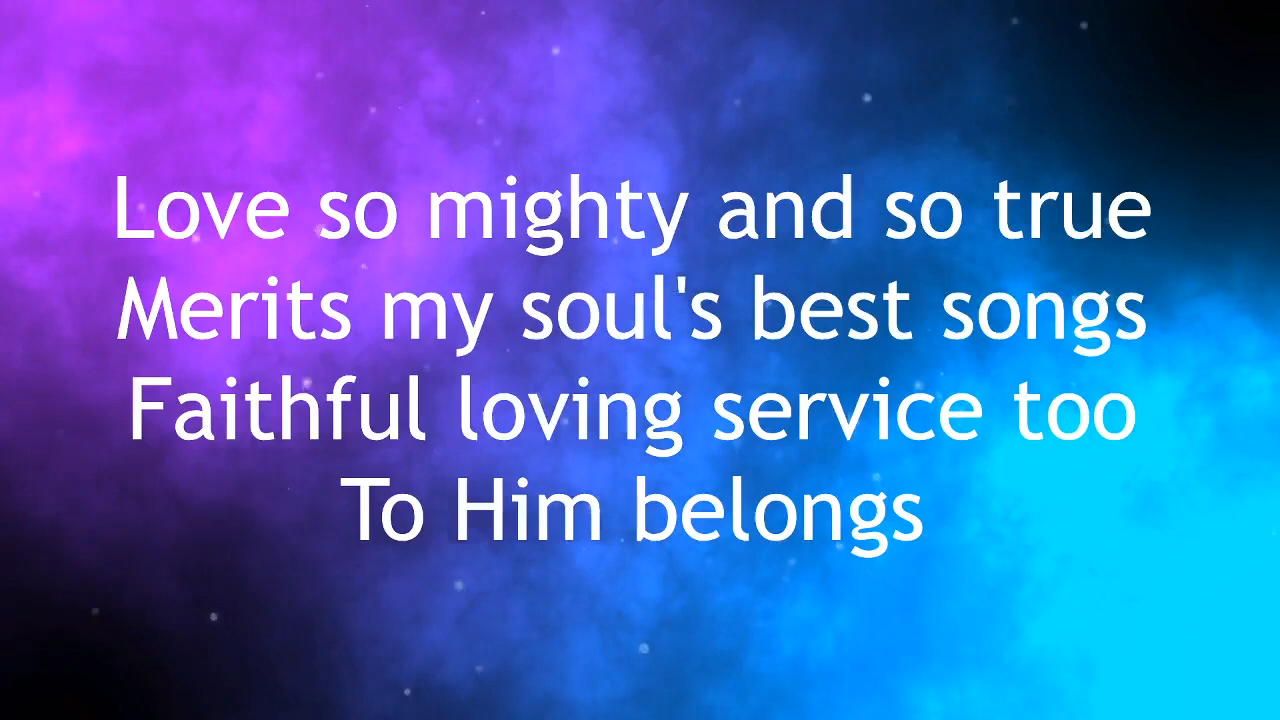 Love so mighty and so true
Merits my soul's best songs
Faithful loving service too
To Him belongs